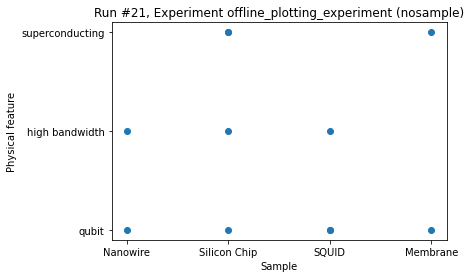 Run #21, Experiment offline_plotting_experiment (nosample)
superconducting
high bandwidth
qubit
Physical feature
Nanowire Silicon Chip SQUID Membrane
Sample